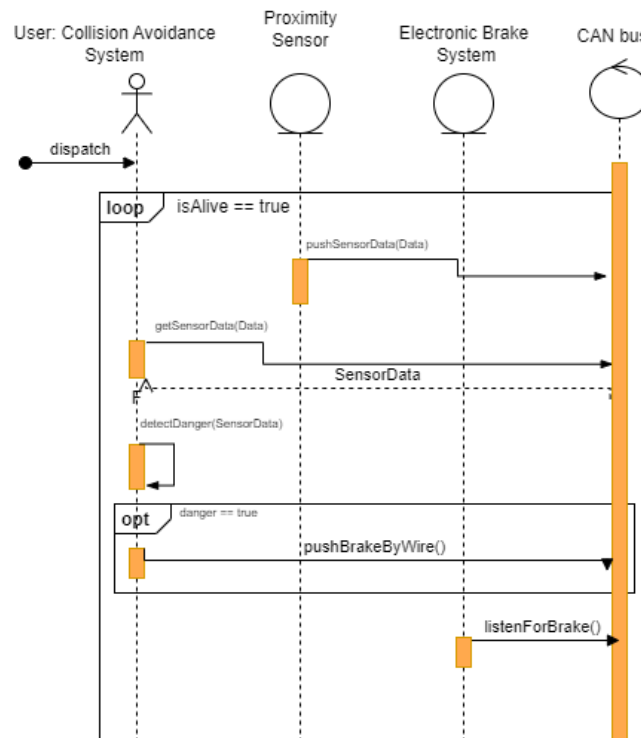 Proximity
Sensor
User: Collision Avoidance
System
Electronic Brake
System
CAN bus
dispatch
loop
isAlive == true
pushSensorData(Data)
getSensorData(Data)
SensorData
detectDanger(SensorData)
opt
danger == true
pushBrakeByWire()
listenForBrake()